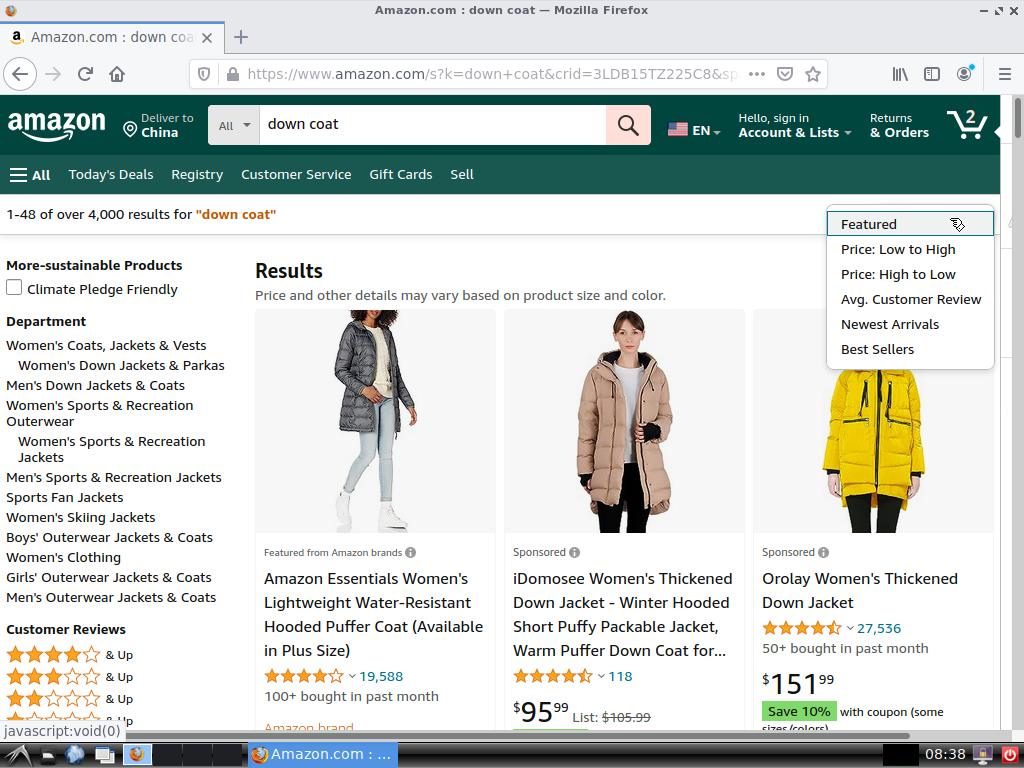 Amazon.com : down coat — Mozilla Firefox
Amazon.com : down coa
https://www.amazon.com/s?k=down+coat&crid=3LDB15TZ225C8&sp
amazon
Deliver to
China
All
down coat
EN
Hello, sign in
Account & Lists
Returns
& Orders
2
All
Today's Deals
Registry
Customer Service
Gift Cards
Sell
1-48 of over 4,000 results for "down coat"
Featured
Price: Low to High
Price: High to Low
Avg. Customer Review
Newest Arrivals
Best Sellers
More-sustainable Products
Climate Pledge Friendly
Department
Women's Coats, Jackets & Vests
Women's Down Jackets & Parkas
Men's Down Jackets & Coats
Women's Sports & Recreation
Outerwear
Women's Sports & Recreation
Jackets
Men's Sports & Recreation Jackets
Sports Fan Jackets
Women's Skiing Jackets
Boys' Outerwear Jackets & Coats
Women's Clothing
Girls' Outerwear Jackets & Coats
Men's Outerwear Jackets & Coats
Customer Reviews
& Up
& Up
& Up
& Up
Results
Price and other details may vary based on product size and color.
Featured from Amazon brands
Amazon Essentials Women's
Lightweight Water-Resistant
Hooded Puffer Coat (Available
in Plus Size)
19,588
100+ bought in past month
Amazon brand
Sponsored
iDomosee Women's Thickened
Down Jacket - Winter Hooded
Short Puffy Packable Jacket,
Warm Puffer Down Coat for...
118
$95.99 List: $105.99
Sponsored
Orolay Women's Thickened
Down Jacket
27,536
50+ bought in past month
$151.99
Save 10% with coupon (some
sizes/colors)
javascript:void(0)
Amazon.com : ...
08:38